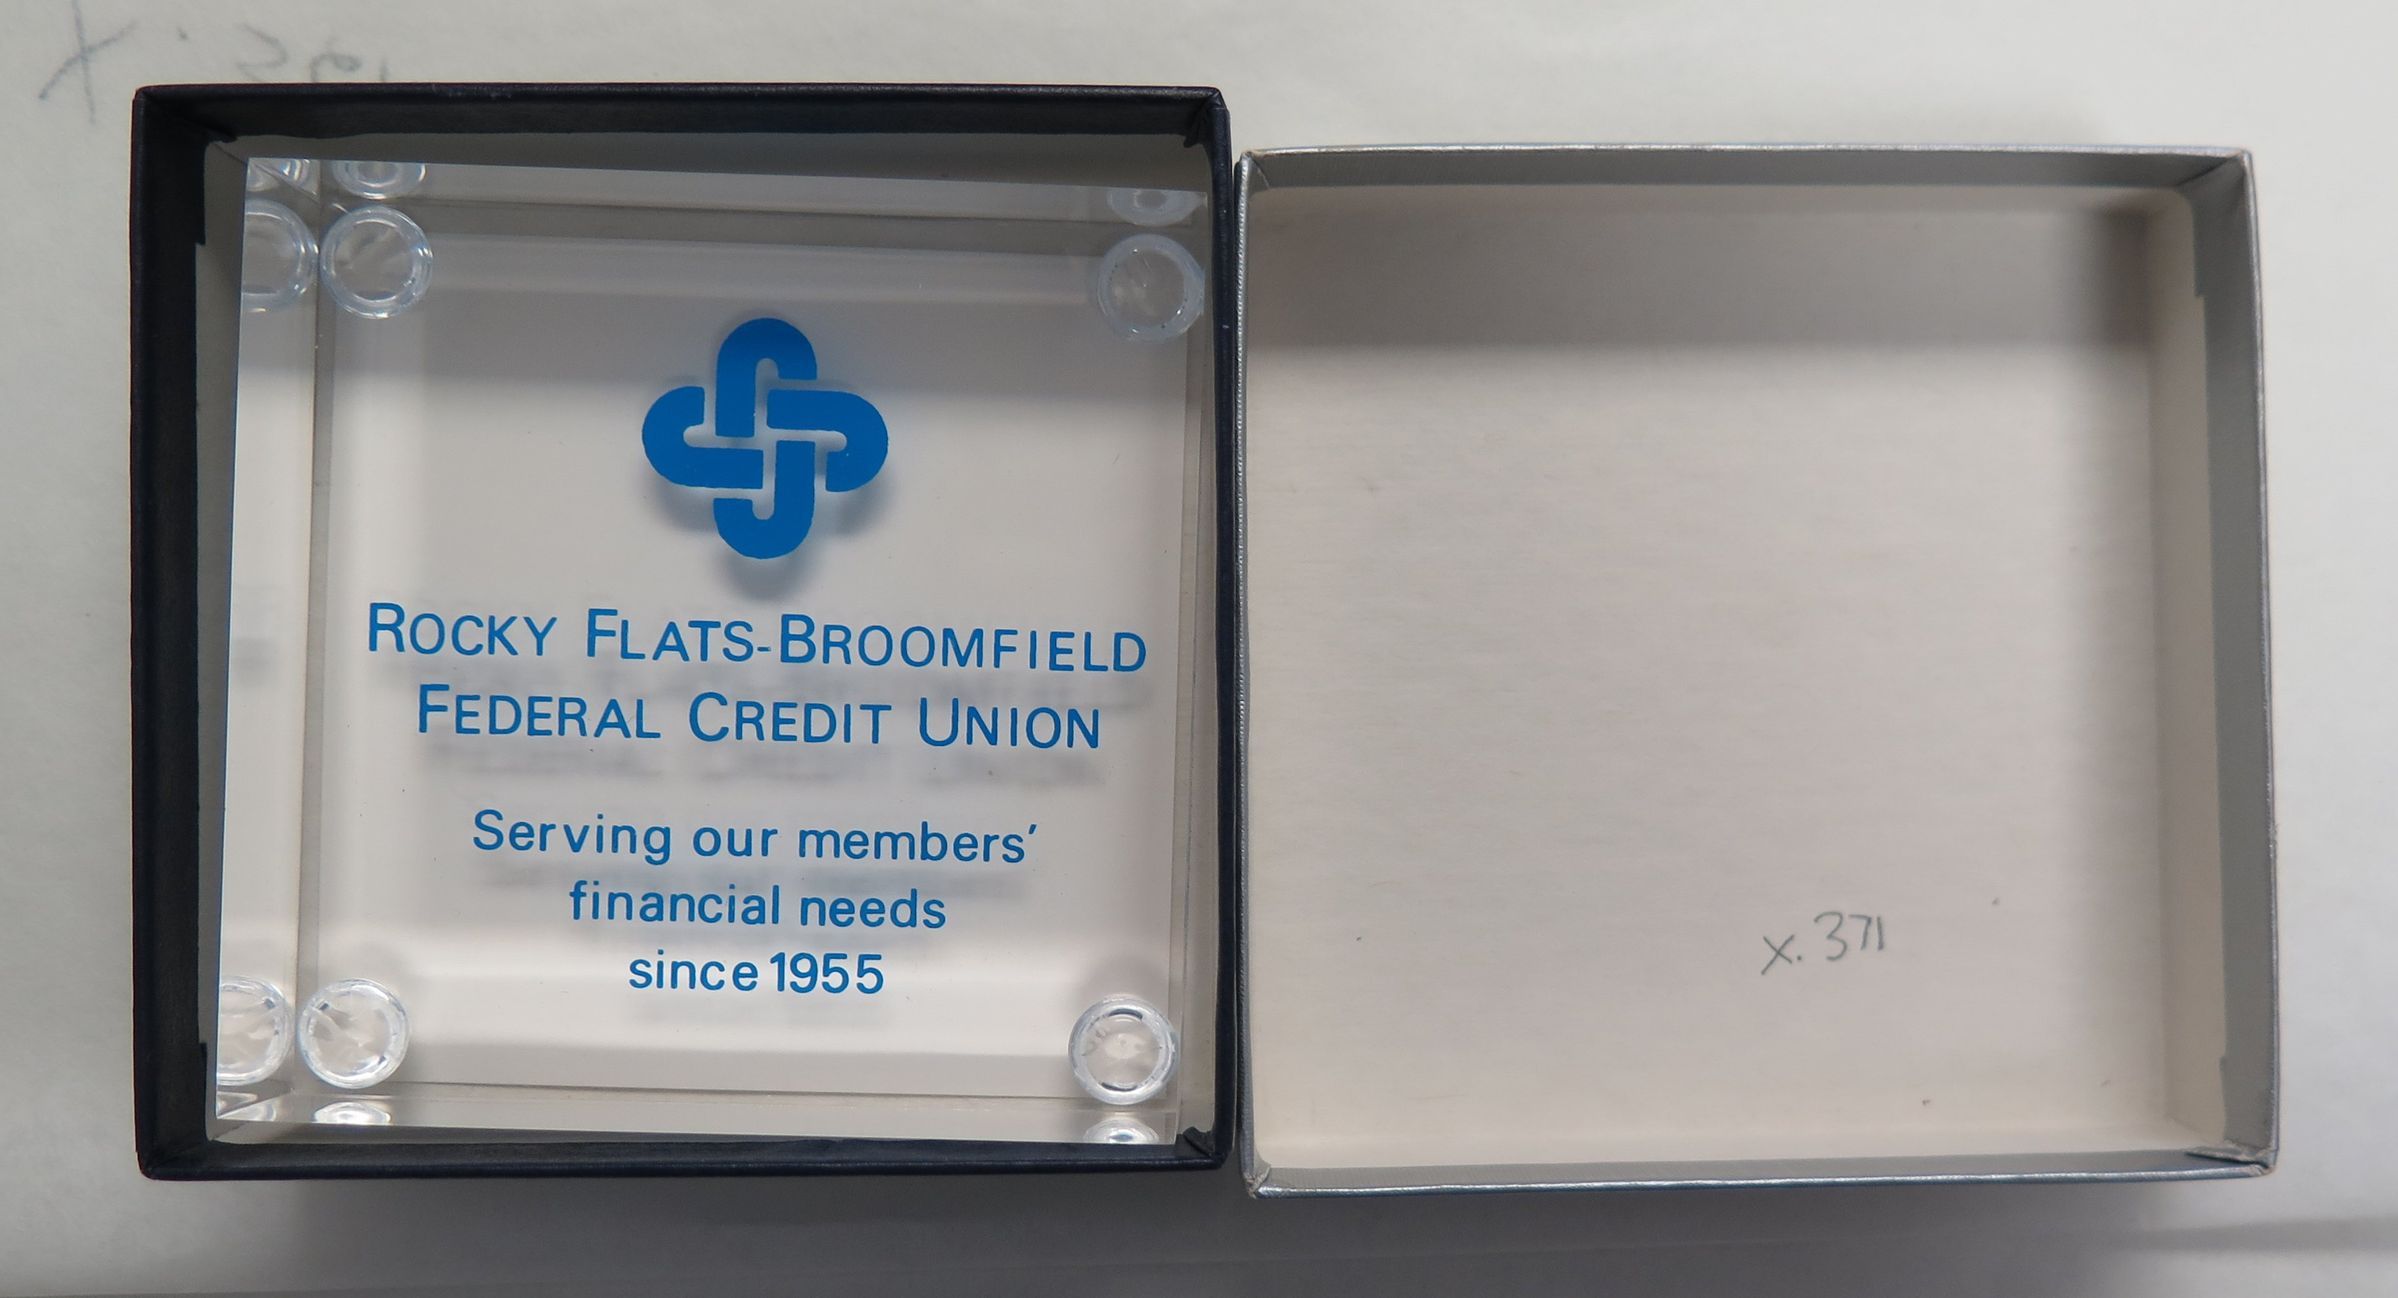 ROCKY FLATS-BROOMFIELD
FEDERAL CREDIT UNION
Serving our members'
financial needs
since 1955
x. 371